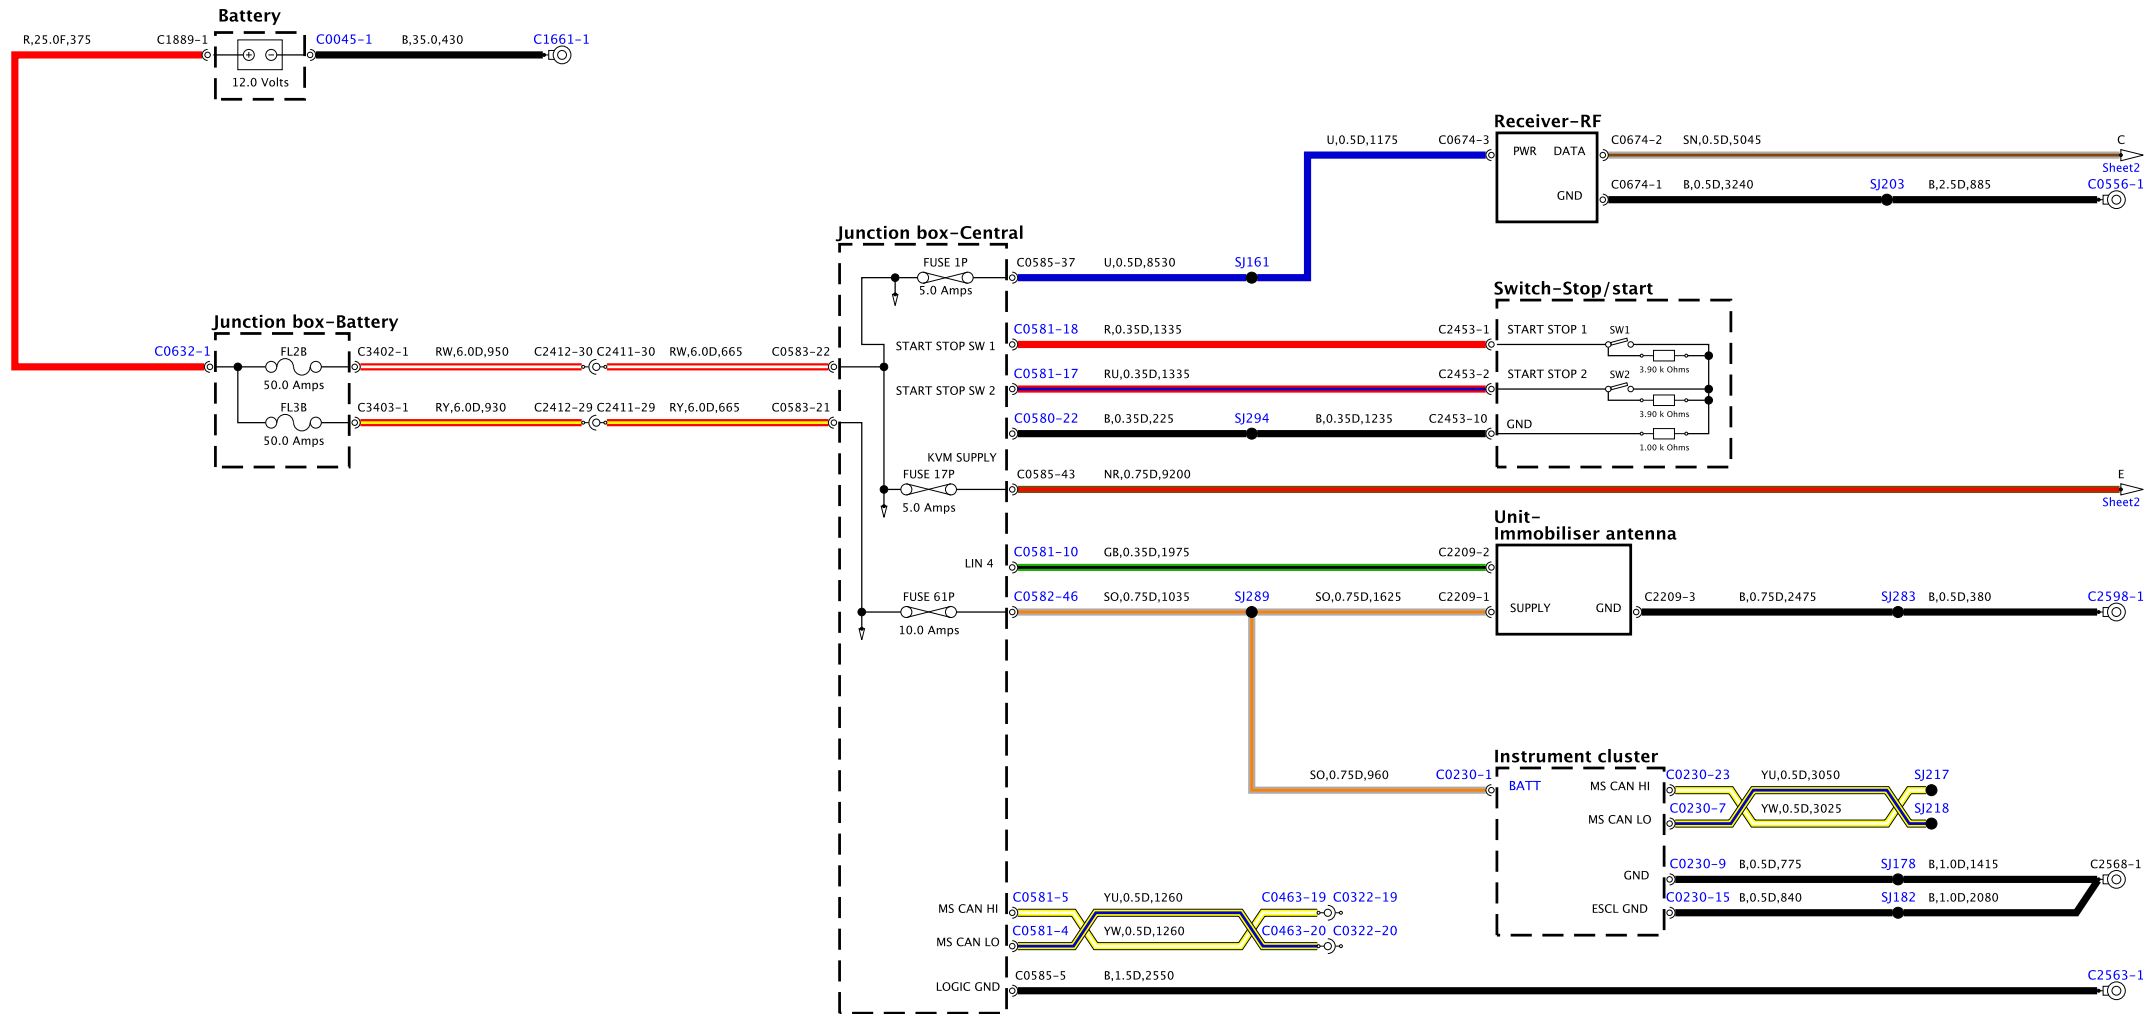 Battery
R,25.0F,375
C1889-1
C0045-1
B,35.0,430
C1661-1
12.0 Volts
Receiver-RF
U,0.5D,1175
C0674-3
PWR
DATA
C0674-2
SN,0.5D,5045
C
Sheet2
GND
C0674-1
B,0.5D,3240
SJ203
B,2.5D,885
C0556-1
Junction box-Central
FUSE 1P
5.0 Amps
C0585-37
U,0.5D,8530
SJ161
Switch-Stop/start
START STOP SW 1
C0581-18
R,0.35D,1335
C2453-1
START STOP 1
SW1
3.90 k Ohms
START STOP SW 2
C0581-17
RU,0.35D,1335
C2453-2
START STOP 2
SW2
3.90 k Ohms
C0580-22
B,0.35D,225
SJ294
B,0.35D,1235
C2453-10
GND
1.00 k Ohms
Junction box-Battery
C0632-1
FL2B
50.0 Amps
C3402-1
RW,6.0D,950
C2412-30
C2411-30
RW,6.0D,665
C0583-22
FL3B
50.0 Amps
C3403-1
RY,6.0D,930
C2412-29
C2411-29
RY,6.0D,665
C0583-21
KVM SUPPLY
FUSE 17P
5.0 Amps
C0585-43
NR,0.75D,9200
E
Sheet2
Unit-
Immobiliser antenna
LIN 4
C0581-10
GB,0.35D,1975
C2209-2
FUSE 61P
10.0 Amps
C0582-46
SO,0.75D,1035
SJ289
SO,0.75D,1625
C2209-1
SUPPLY
GND
C2209-3
B,0.75D,2475
SJ283
B,0.5D,380
C2598-1
Instrument cluster
SO,0.75D,960
C0230-1
BATT
MS CAN HI
C0230-23
YU,0.5D,3050
SJ217
MS CAN LO
C0230-7
YW,0.5D,3025
SJ218
GND
C0230-9
B,0.5D,775
SJ178
B,1.0D,1415
C2568-1
ESCL GND
C0230-15
B,0.5D,840
SJ182
B,1.0D,2080
MS CAN HI
C0581-5
YU,0.5D,1260
C0463-19
C0322-19
MS CAN LO
C0581-4
YW,0.5D,1260
C0463-20
C0322-20
LOGIC GND
C0585-5
B,1.5D,2550
C2563-1